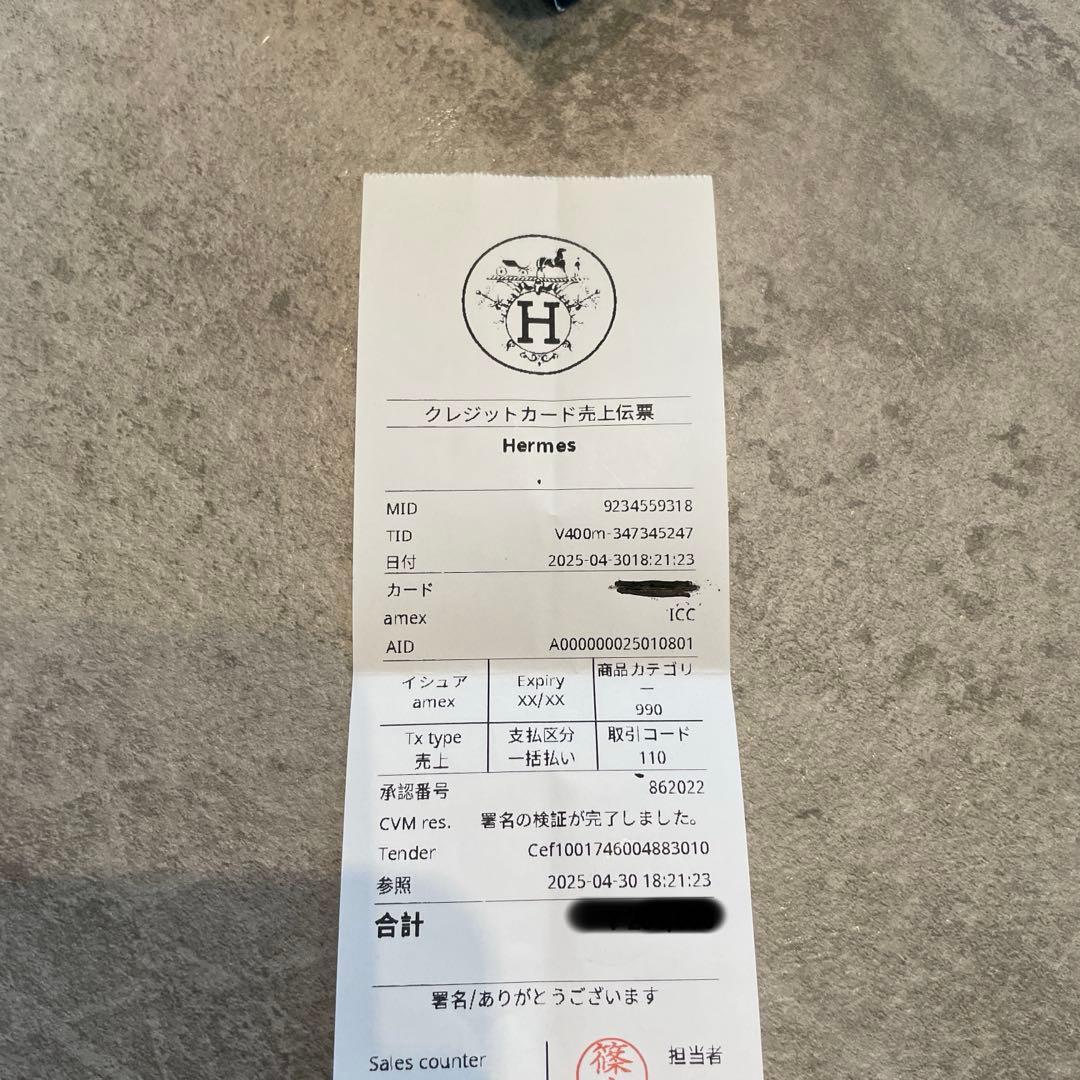 H
クレジットカード売上伝票
Hermes
MID 9234559318
TID V400m-347345247
日付 2025-04-3018:21:23
カード
amex ICC
AID A000000025010801
イシュア Expiry 商品カテゴリー
amex XX/XX 990
Tx type 支払区分 取引コード
売上 一括払い 110
承認番号 862022
CVM res. 署名の検証が完了しました。
Tender Cef1001746004883010
参照 2025-04-30 18:21:23
合計
署名/ありがとうございます
Sales counter 篠 担当者